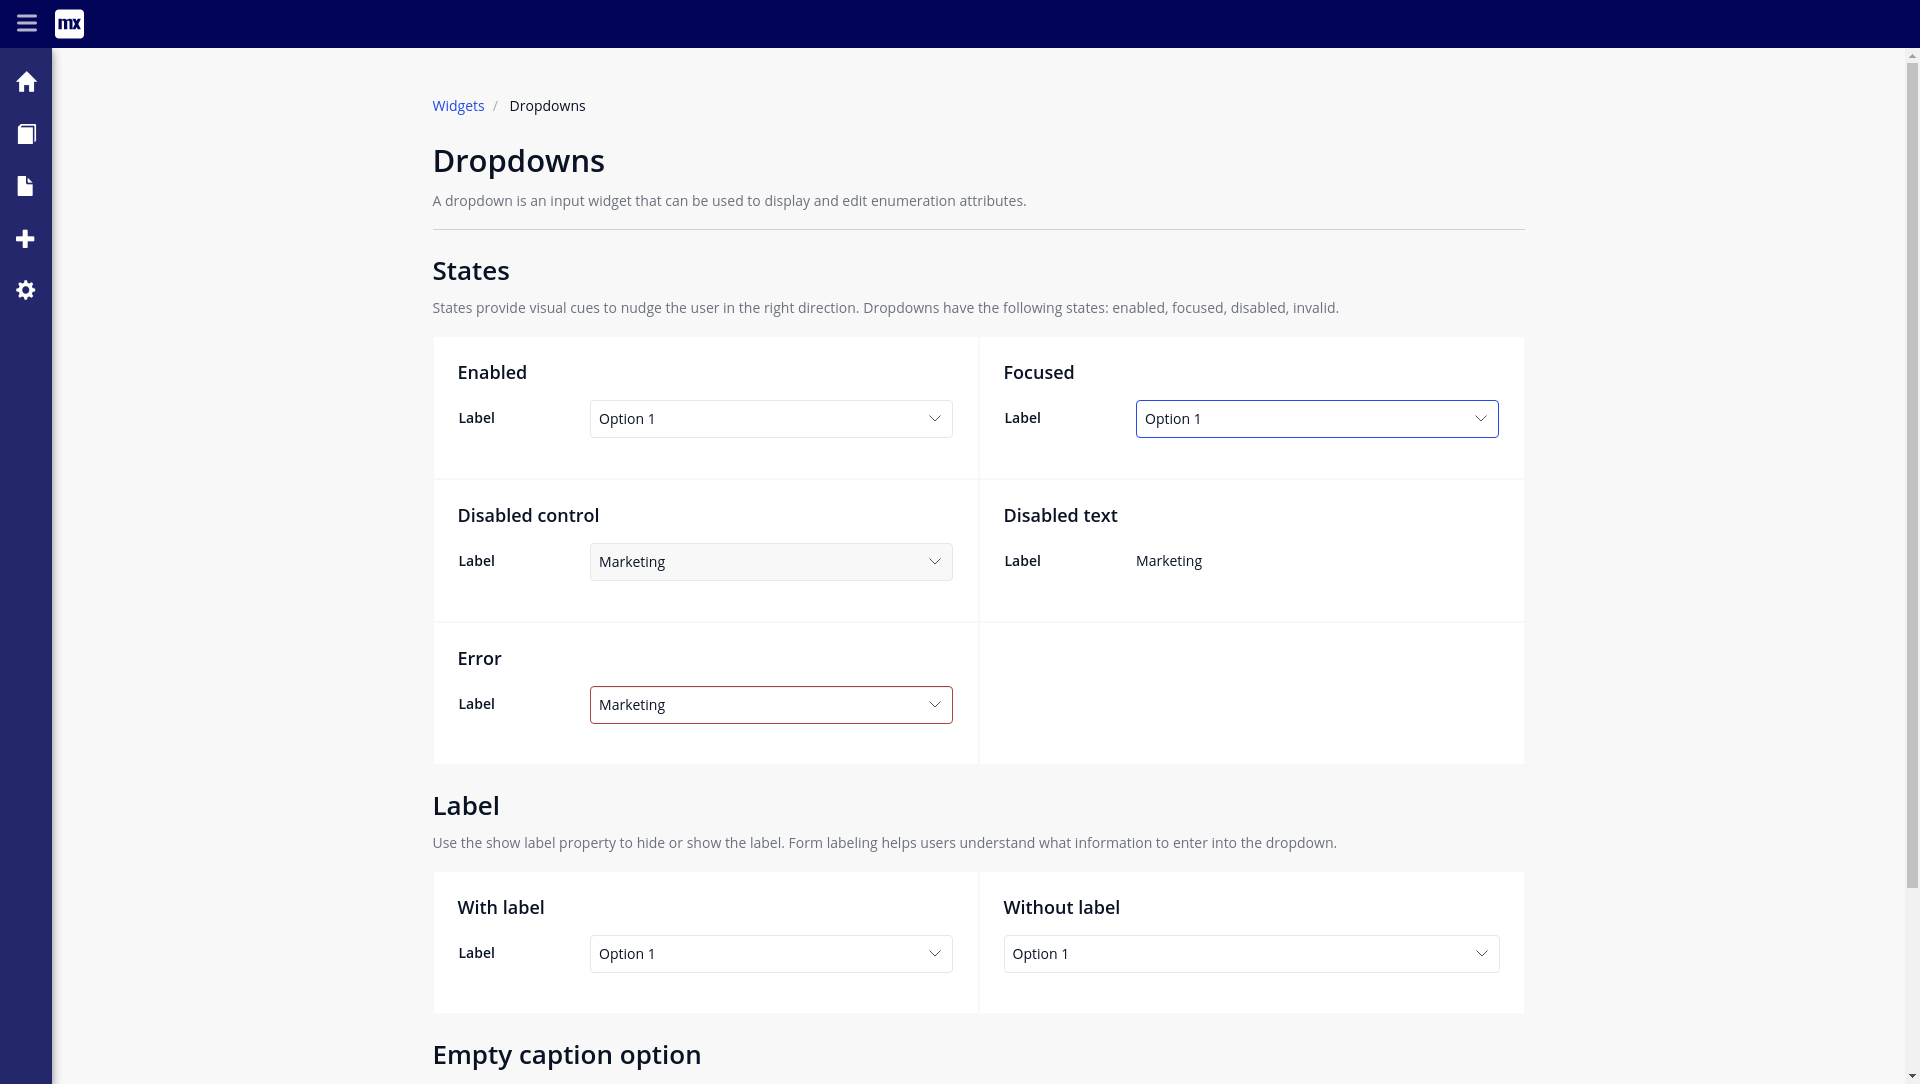 mx
Widgets / Dropdowns
Dropdowns
A dropdown is an input widget that can be used to display and edit enumeration attributes.
States
States provide visual cues to nudge the user in the right direction. Dropdowns have the following states: enabled, focused, disabled, invalid.
Enabled
Label Option 1
Focused
Label Option 1
Disabled control
Label Marketing
Disabled text
Label Marketing
Error
Label Marketing
Label
Use the show label property to hide or show the label. Form labeling helps users understand what information to enter into the dropdown.
With label
Label Option 1
Without label
Option 1
Empty caption option